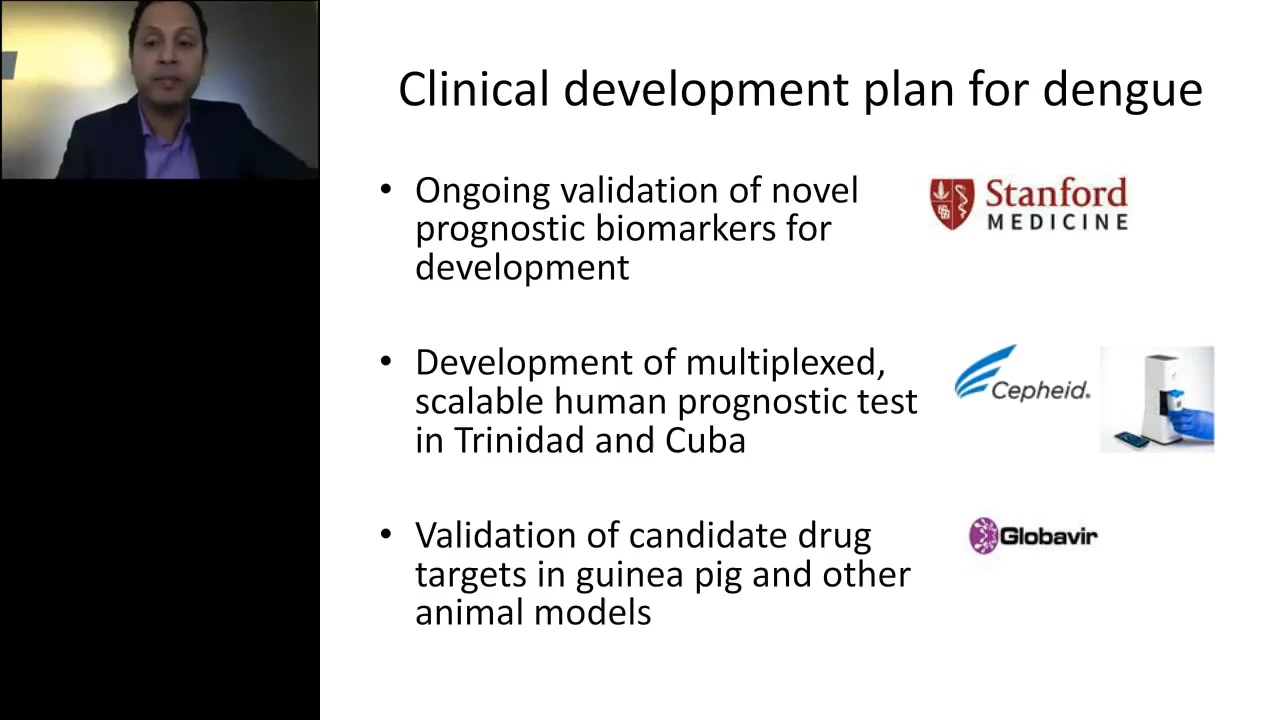 Clinical development plan for dengue
• Ongoing validation of novel
prognostic biomarkers for
development
Stanford
MEDICINE
• Development of multiplexed,
scalable human prognostic test
in Trinidad and Cuba
Cepheid.
• Validation of candidate drug
targets in guinea pig and other
animal models
Globavir